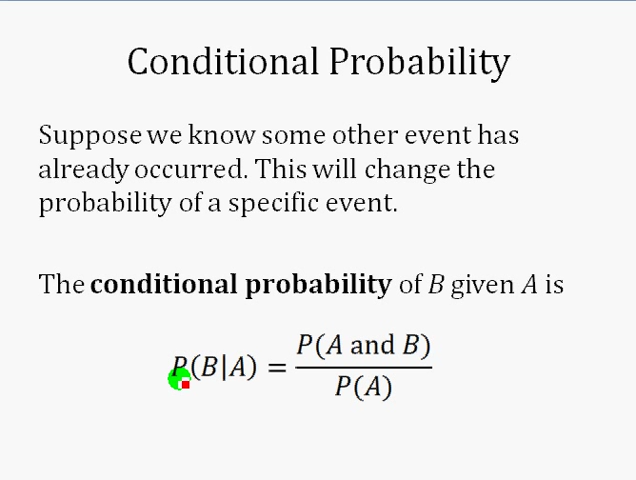 Conditional Probability
Suppose we know some other event has
already occurred. This will change the
probability of a specific event.
The conditional probability of B given A is
P(B|A) = P(A and B)
P(A)